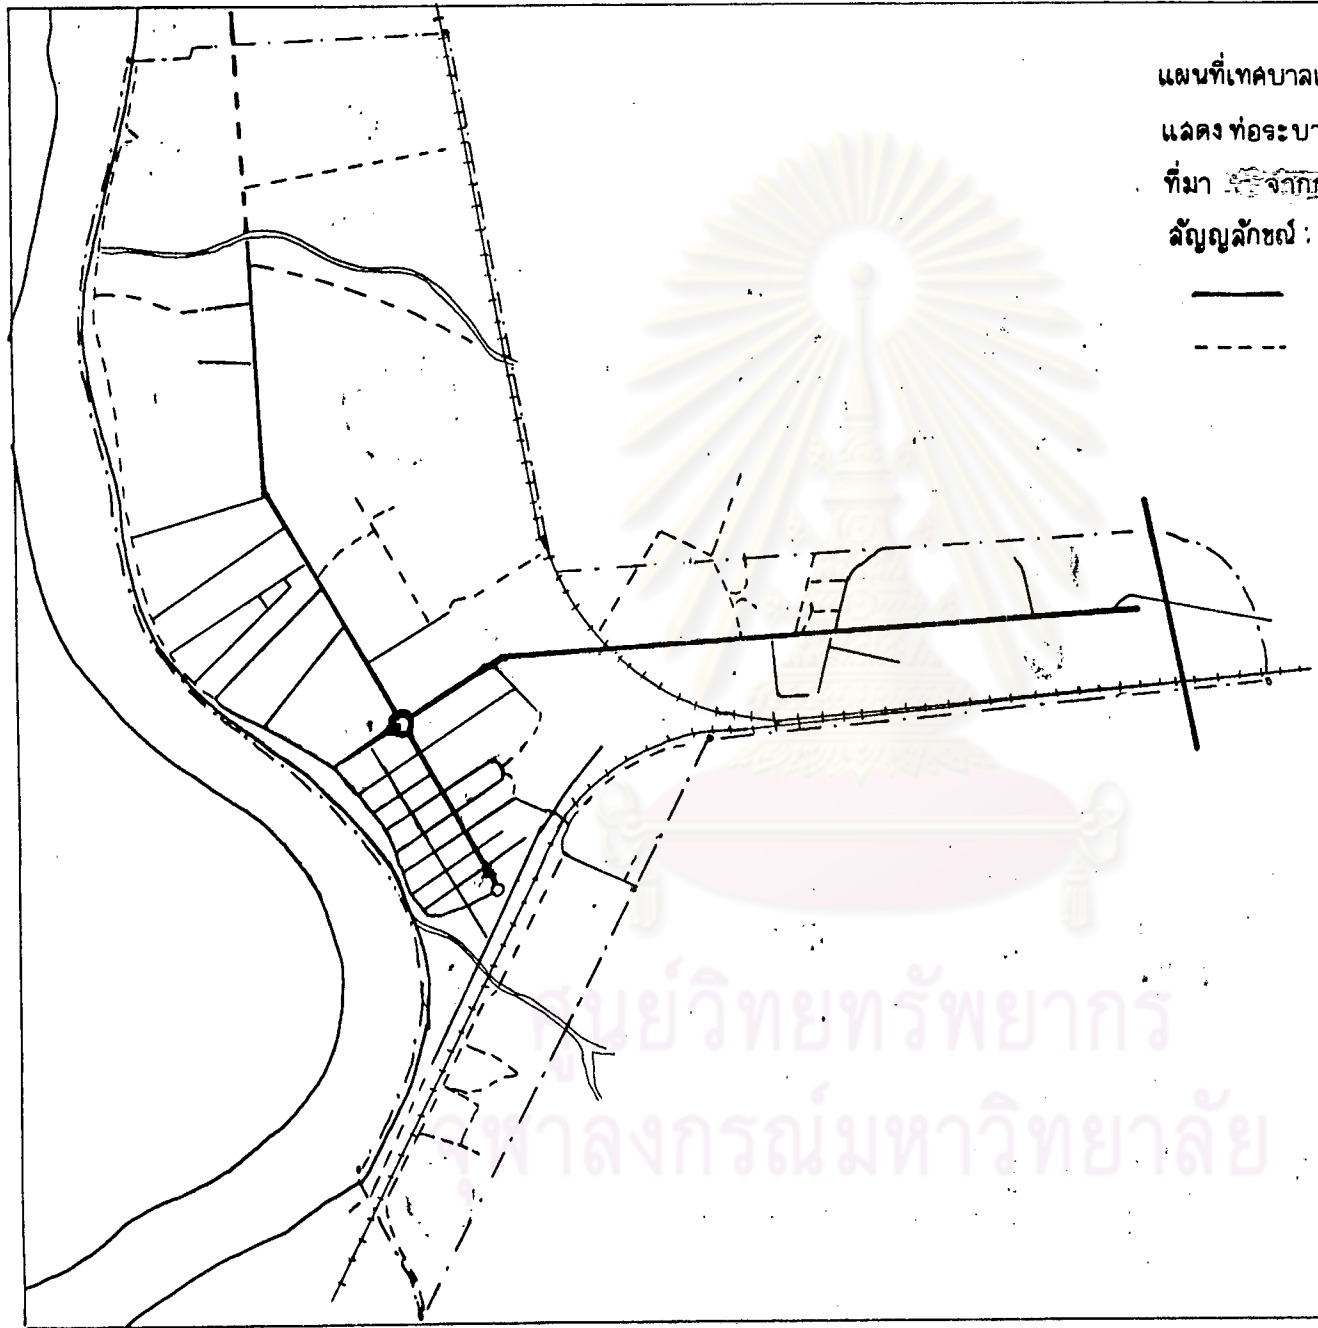 แผนที่เทศบาล
แสดง ท่อระบา
ที่มา จาก
สัญญลักษณ์ :
ศูนย์วิทยทรัพยากร
จุฬาลงกรณ์มหาวิทยาลัย